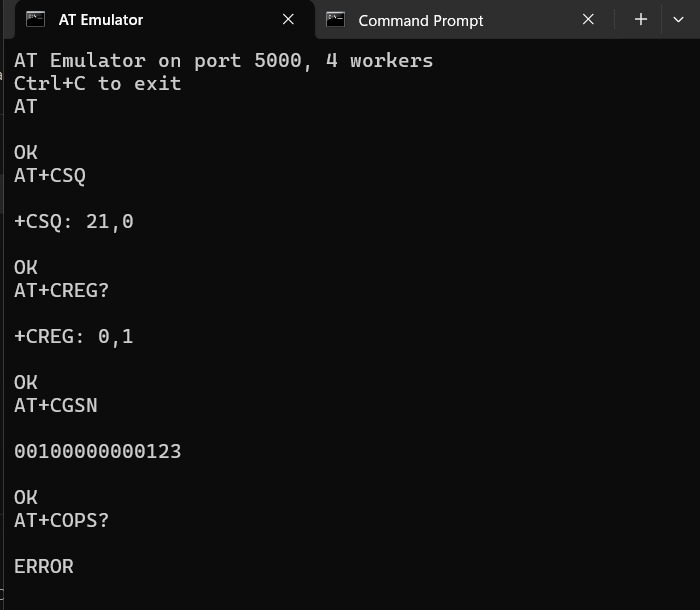 AT Emulator
Command Prompt
AT Emulator on port 5000, 4 workers
Ctrl+C to exit
AT
OK
AT+CSQ
+CSQ: 21,0
OK
AT+CREG?
+CREG: 0,1
OK
AT+CGSN
00100000000123
OK
AT+COPS?
ERROR